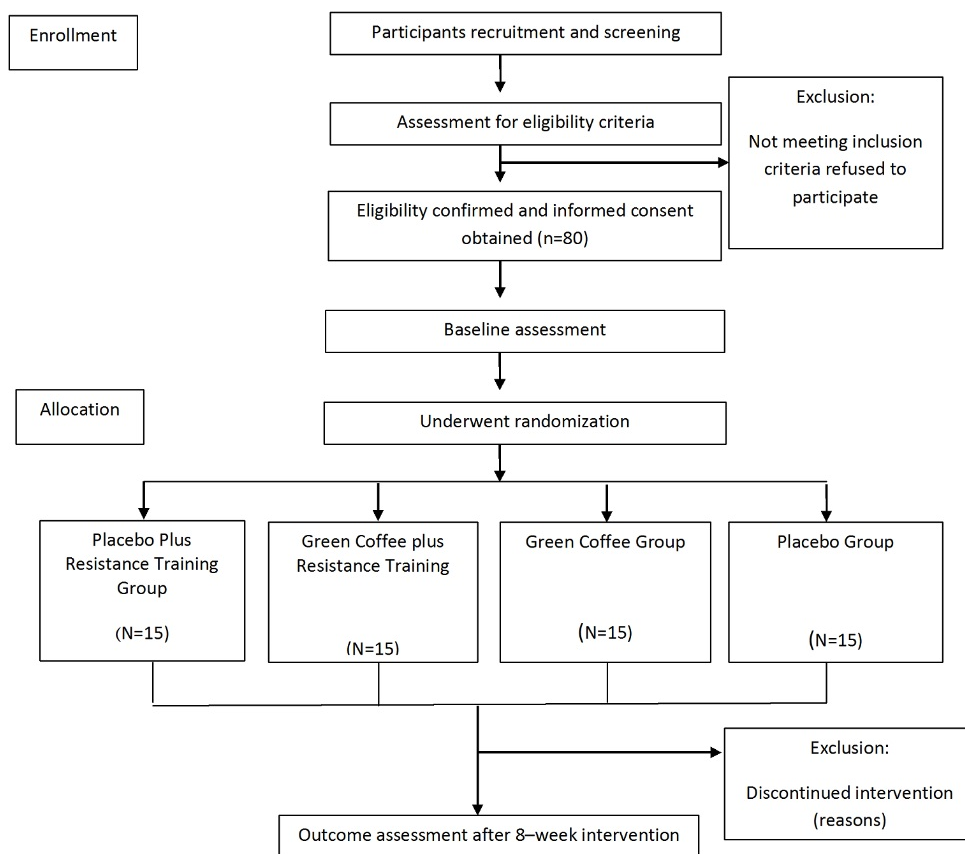 Enrollment
Participants recruitment and screening
Assessment for eligibility criteria
Exclusion:
Not meeting inclusion
criteria refused to
participate
Eligibility confirmed and informed consent
obtained (n=80)
Baseline assessment
Allocation
Underwent randomization
Placebo Plus
Resistance Training
Group
(N=15)
Green Coffee plus
Resistance Training
(N=15)
Green Coffee Group
(N=15)
Placebo Group
(N=15)
Exclusion:
Discontinued intervention
(reasons)
Outcome assessment after 8–week intervention